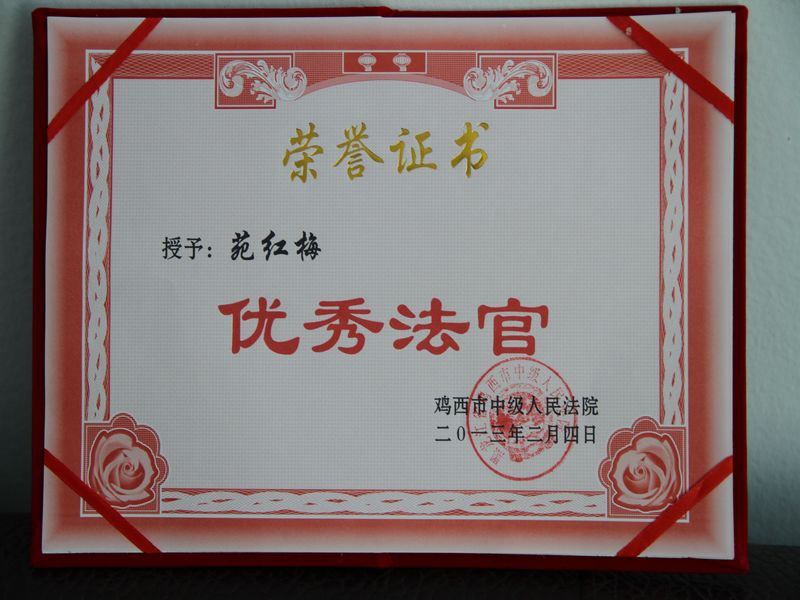 荣誉证书
授予：苑红梅
优秀法官
鸡西市中级人民法院
二0一三年二月四日